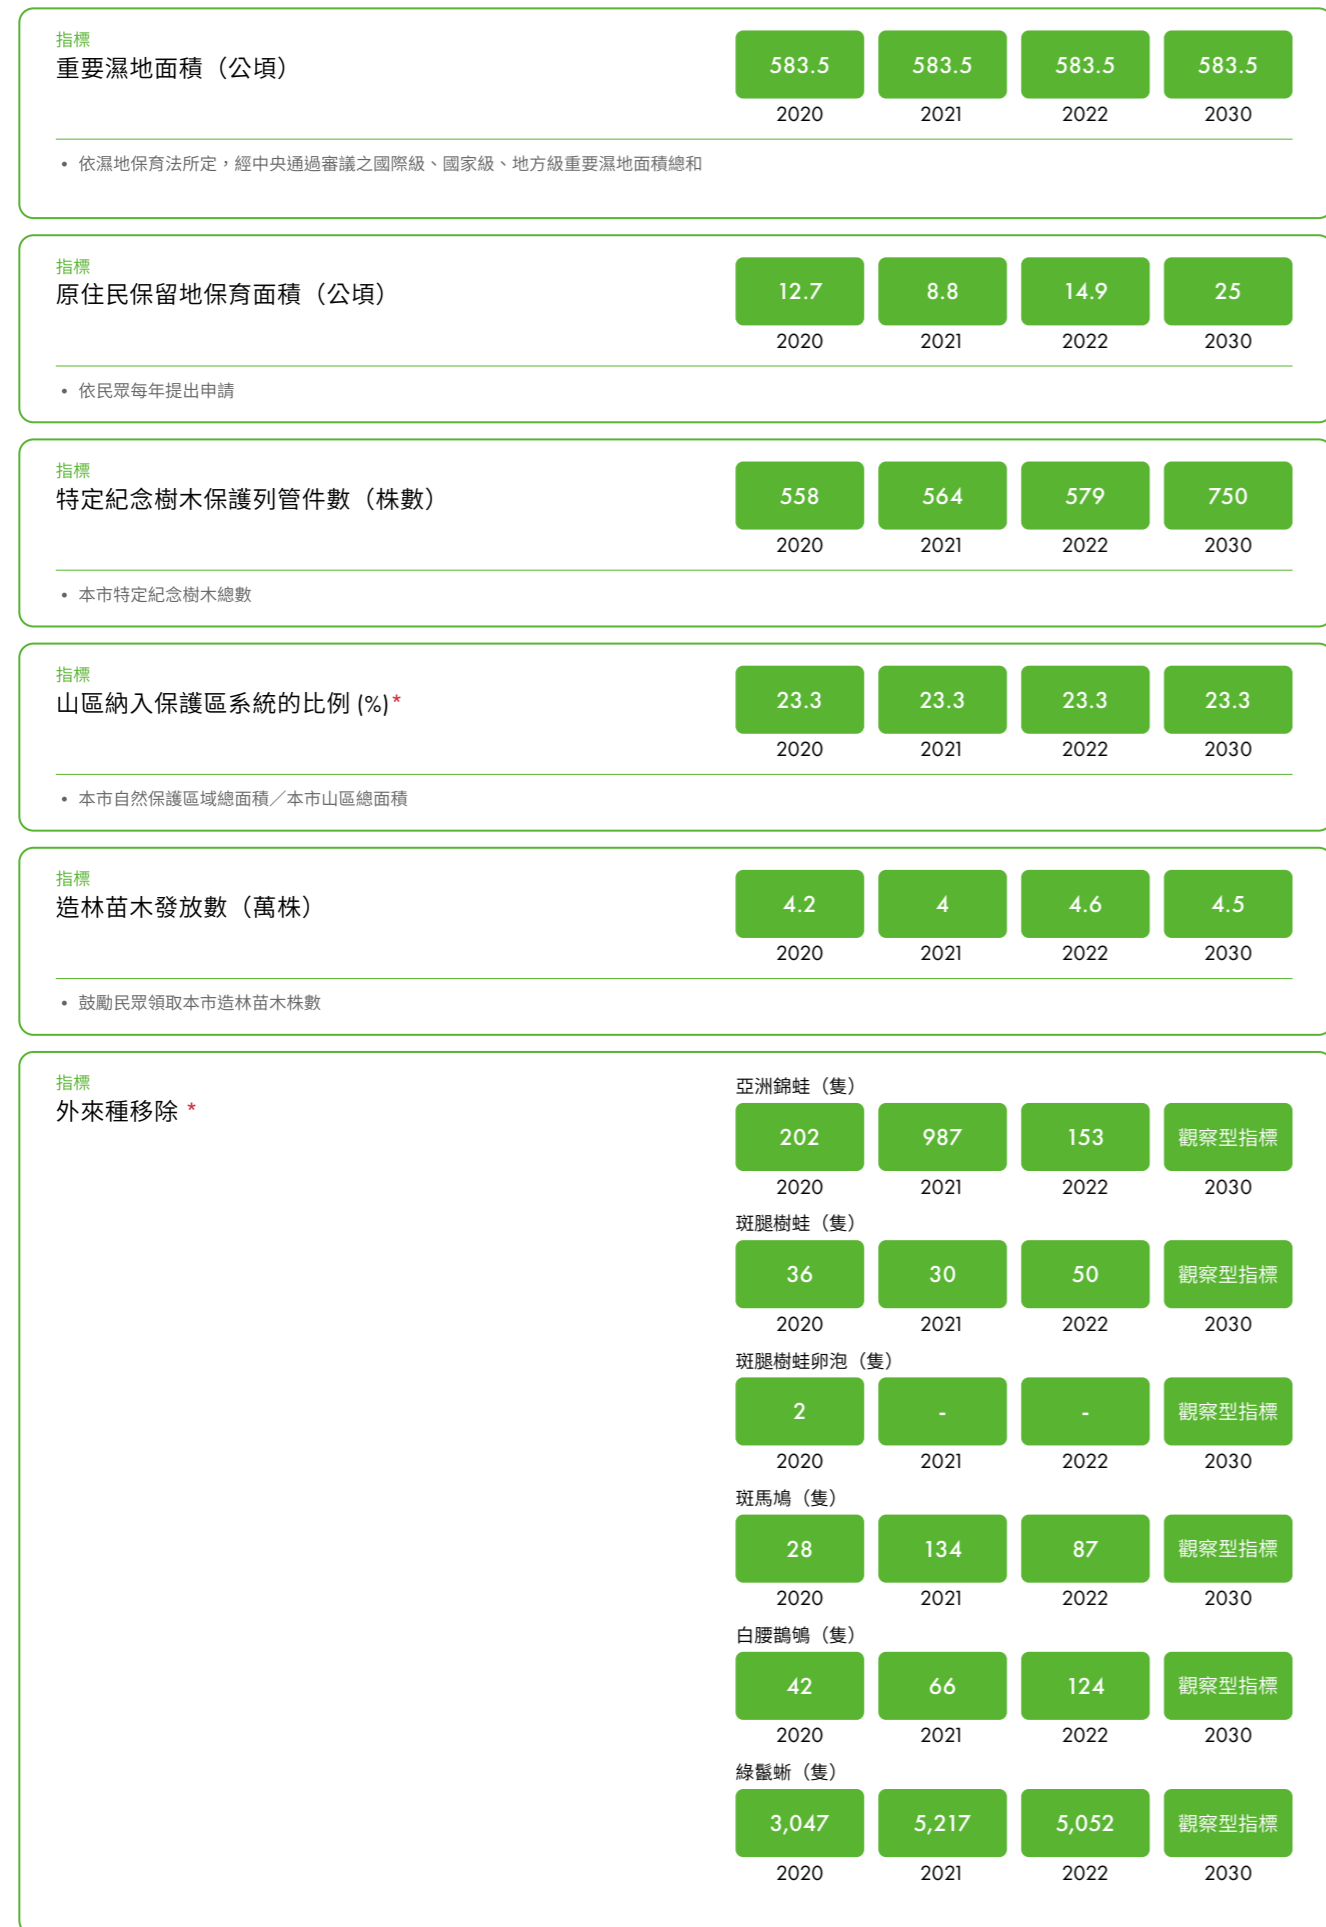 指標
重要濕地面積（公頃）
583.5 583.5 583.5 583.5
2020 2021 2022 2030
• 依濕地保育法所定，經中央通過審議之國際級、國家級、地方級重要濕地面積總和
指標
原住民保留地保育面積（公頃）
12.7 8.8 14.9 25
2020 2021 2022 2030
• 依民眾每年提出申請
指標
特定紀念樹木保護列管件數（株數）
558 564 579 750
2020 2021 2022 2030
• 本市特定紀念樹木總數
指標
山區納入保護區系統的比例 (%)*
23.3 23.3 23.3 23.3
2020 2021 2022 2030
• 本市自然保護區域總面積／本市山區總面積
指標
造林苗木發放數（萬株）
4.2 4 4.6 4.5
2020 2021 2022 2030
• 鼓勵民眾領取本市造林苗木株數
指標
外來種移除 *
亞洲錦蛙（隻）
202 987 153 觀察型指標
2020 2021 2022 2030
斑腿樹蛙（隻）
36 30 50 觀察型指標
2020 2021 2022 2030
斑腿樹蛙卵泡（隻）
2 - - 觀察型指標
2020 2021 2022 2030
斑馬鳩（隻）
28 134 87 觀察型指標
2020 2021 2022 2030
白腰鵲鴝（隻）
42 66 124 觀察型指標
2020 2021 2022 2030
綠鬣蜥（隻）
3,047 5,217 5,052 觀察型指標
2020 2021 2022 2030